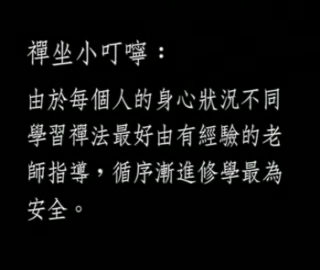 禪坐小叮嚀：
由於每個人的身心狀況不同
學習禪法最好由有經驗的老
師指導，循序漸進修學最為
安全。